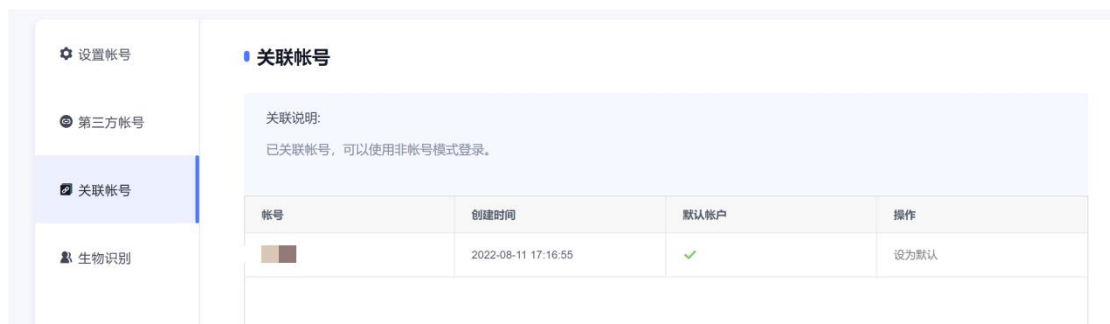 设置帐号
第三方帐号
关联帐号
生物识别
关联帐号
关联说明:
已关联帐号，可以使用非帐号模式登录。
帐号 创建时间 默认帐户 操作
2022-08-11 17:16:55 设为默认